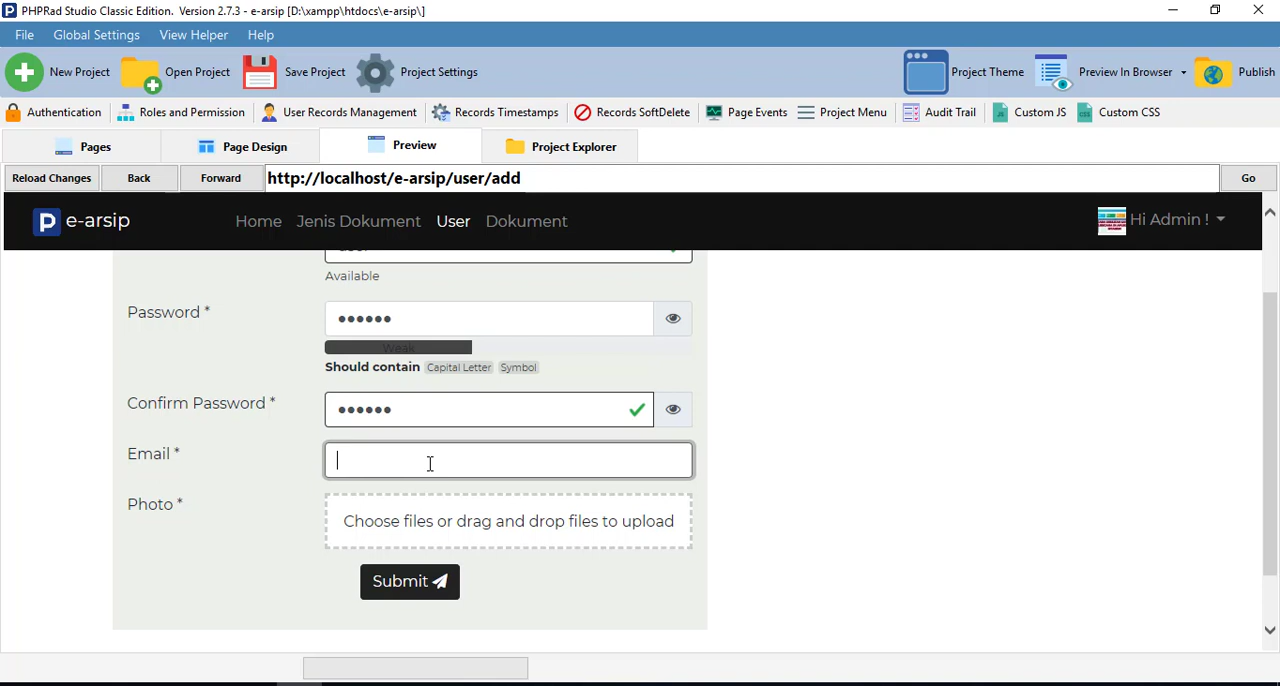 PHPRad Studio Classic Edition. Version 2.7.3 - e-arsip [D:\xampp\htdocs\e-arsip\]
File Global Settings View Helper Help
New Project Open Project Save Project Project Settings Project Theme Preview In Browser Publish
Authentication Roles and Permission User Records Management Records Timestamps Records SoftDelete Page Events Project Menu Audit Trail Custom JS Custom CSS
Pages Page Design Preview Project Explorer
Reload Changes Back Forward http://localhost/e-arsip/user/add Go
e-arsip Home Jenis Dokument User Dokument Hi Admin !
Available
Password *
Weak
Should contain Capital Letter Symbol
Confirm Password *
Email *
Photo *
Choose files or drag and drop files to upload
Submit